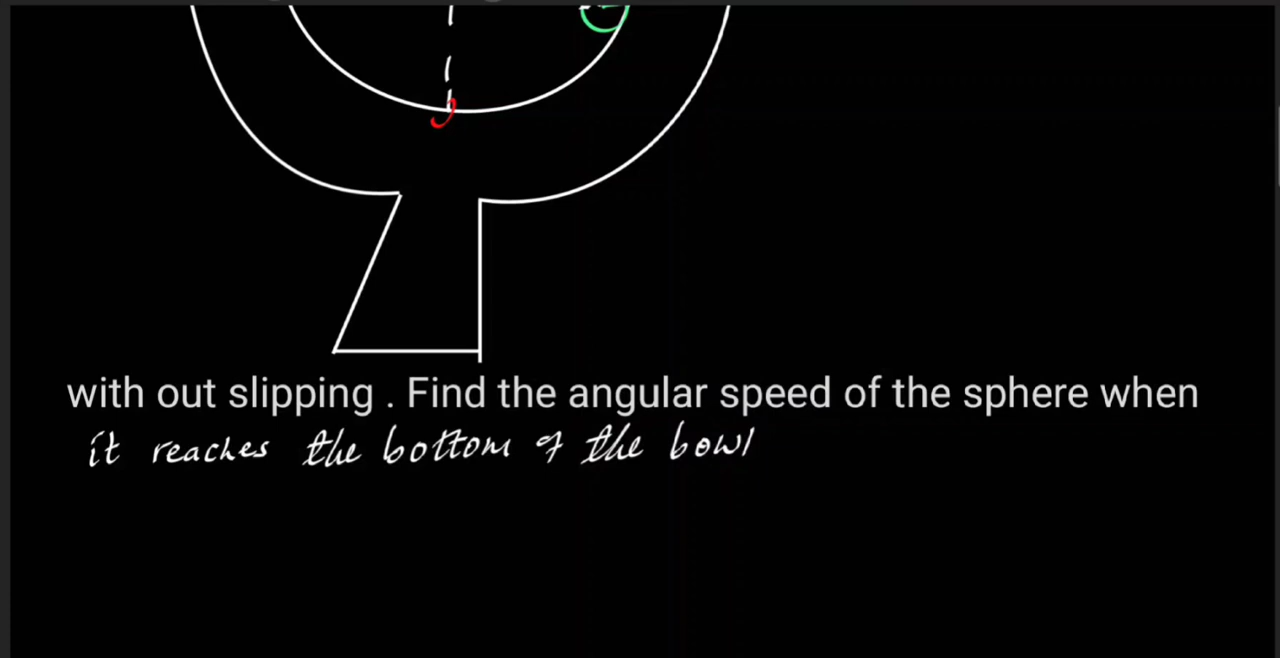 with out slipping . Find the angular speed of the sphere when
it reaches the bottom of the bowl